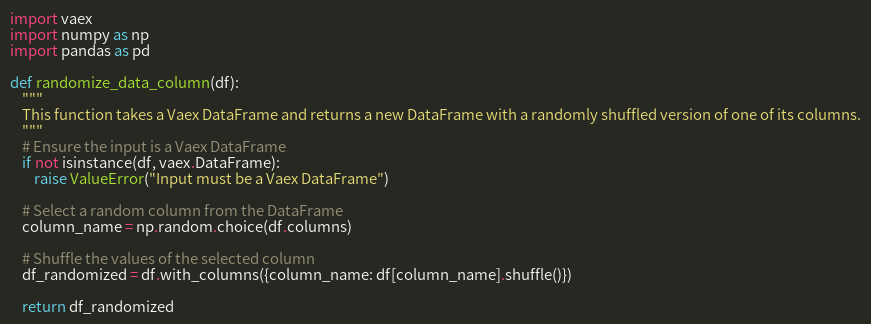 import vaex
import numpy as np
import pandas as pd
def randomize_data_column(df):
"""
This function takes a Vaex DataFrame and returns a new DataFrame with a randomly shuffled version of one of its columns.
"""
# Ensure the input is a Vaex DataFrame
if not isinstance(df, vaex.DataFrame):
raise ValueError("Input must be a Vaex DataFrame")
# Select a random column from the DataFrame
column_name = np.random.choice(df.columns)
# Shuffle the values of the selected column
df_randomized = df.with_columns({column_name: df[column_name].shuffle()})
return df_randomized